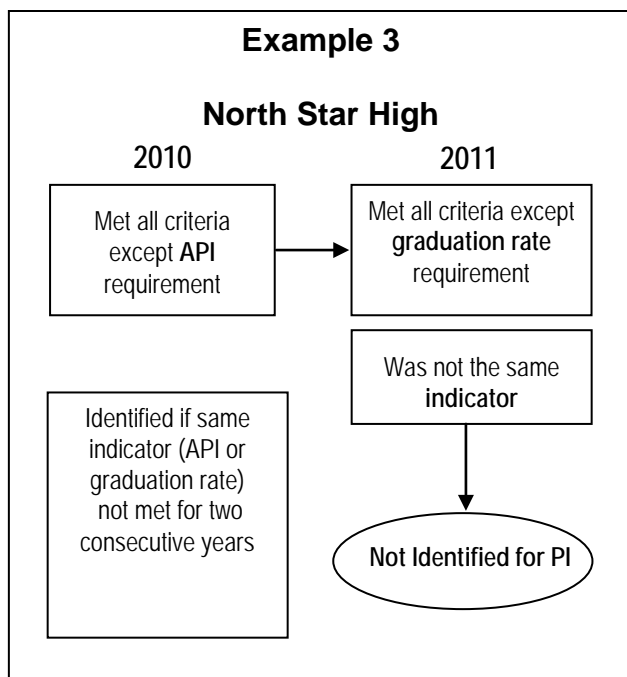 Example 3
North Star High
2010
2011
Met all criteria
except API
requirement
Met all criteria except
graduation rate
requirement
Was not the same
indicator
Identified if same
indicator (API or
graduation rate)
not met for two
consecutive years
Not Identified for PI